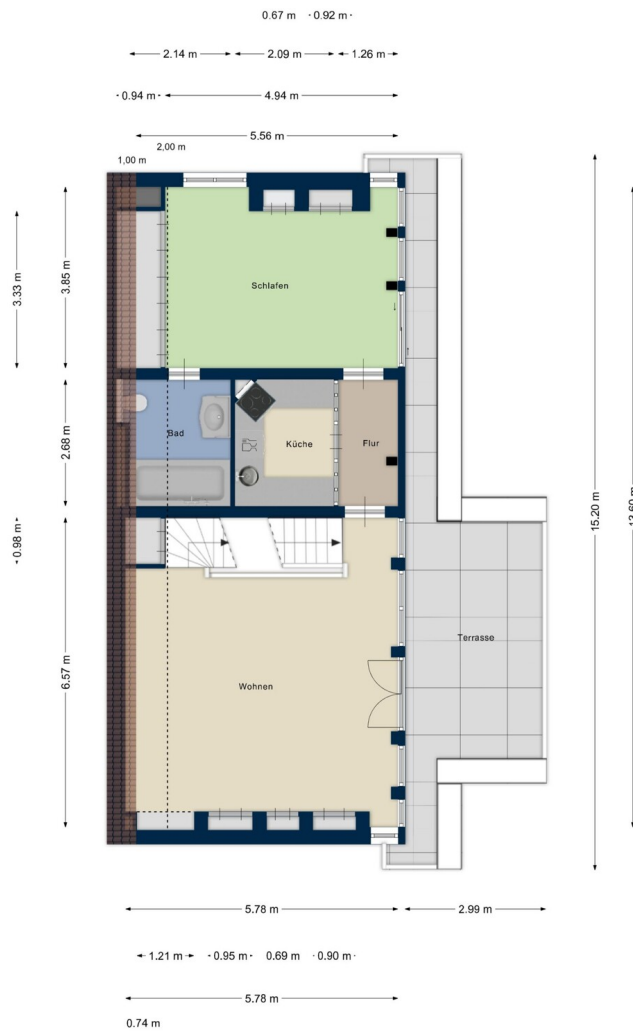 0.67 m
0.92
2.14 m
2.09 m
1.26 m
0.94 m
4.94 m
5.56 m
2,00 m
1,00 m
3.33 m
3.85 m
Schlafen
2.68 m
Bad
Küche
Flur
0.98 m
15.20 m
13.60 m
6.57 m
Wohnen
Terrasse
5.78 m
2.99 m
1.21 m
0.95 m
0.69 m
0.90 m
5.78 m
0.74 m